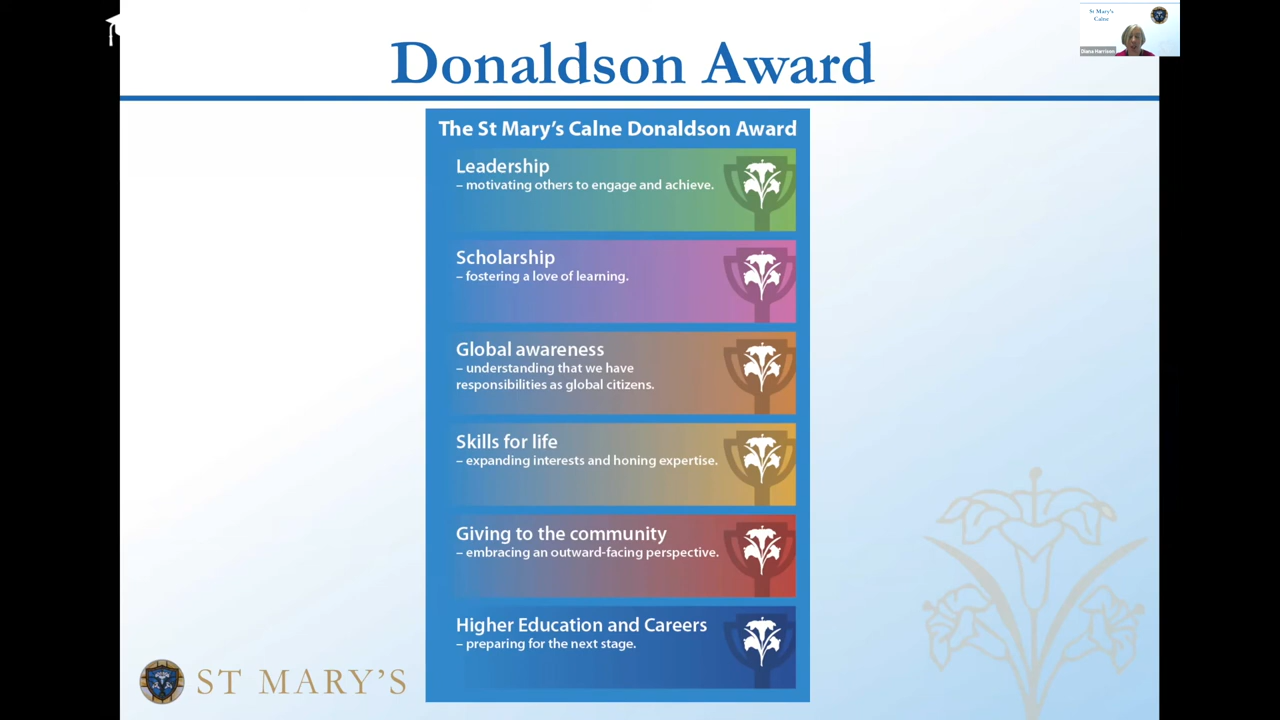 Donaldson Award
St Mary's
Calne
Diana Harrison
The St Mary's Calne Donaldson Award
Leadership
– motivating others to engage and achieve.
Scholarship
– fostering a love of learning.
Global awareness
– understanding that we have
responsibilities as global citizens.
Skills for life
– expanding interests and honing expertise.
Giving to the community
– embracing an outward-facing perspective.
Higher Education and Careers
– preparing for the next stage.
ST MARY'S